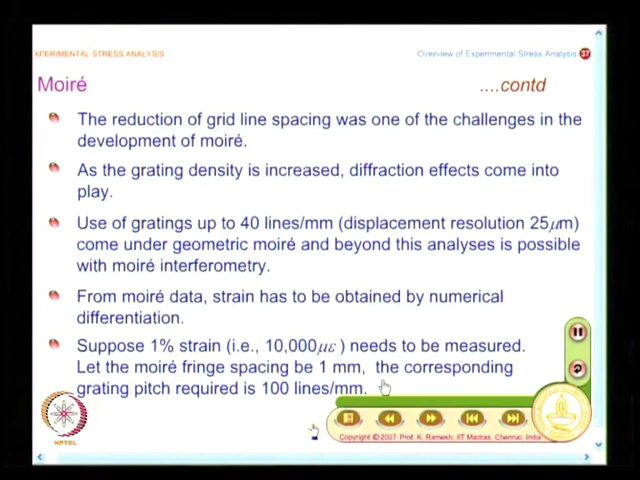 XPERIMENTAL STRESS ANALYSIS
Overview of Experimental Stress Analysis 37
Moiré
....contd
The reduction of grid line spacing was one of the challenges in the
development of moiré.
As the grating density is increased, diffraction effects come into
play.
Use of gratings up to 40 lines/mm (displacement resolution 25μm)
come under geometric moiré and beyond this analyses is possible
with moiré interferometry.
From moiré data, strain has to be obtained by numerical
differentiation.
Suppose 1% strain (i.e., 10,000με ) needs to be measured.
Let the moiré fringe spacing be 1 mm, the corresponding
grating pitch required is 100 lines/mm.
NPTEL
Copyright © 2007, Prof. K. Ramesh, IIT Madras, Chennai, India